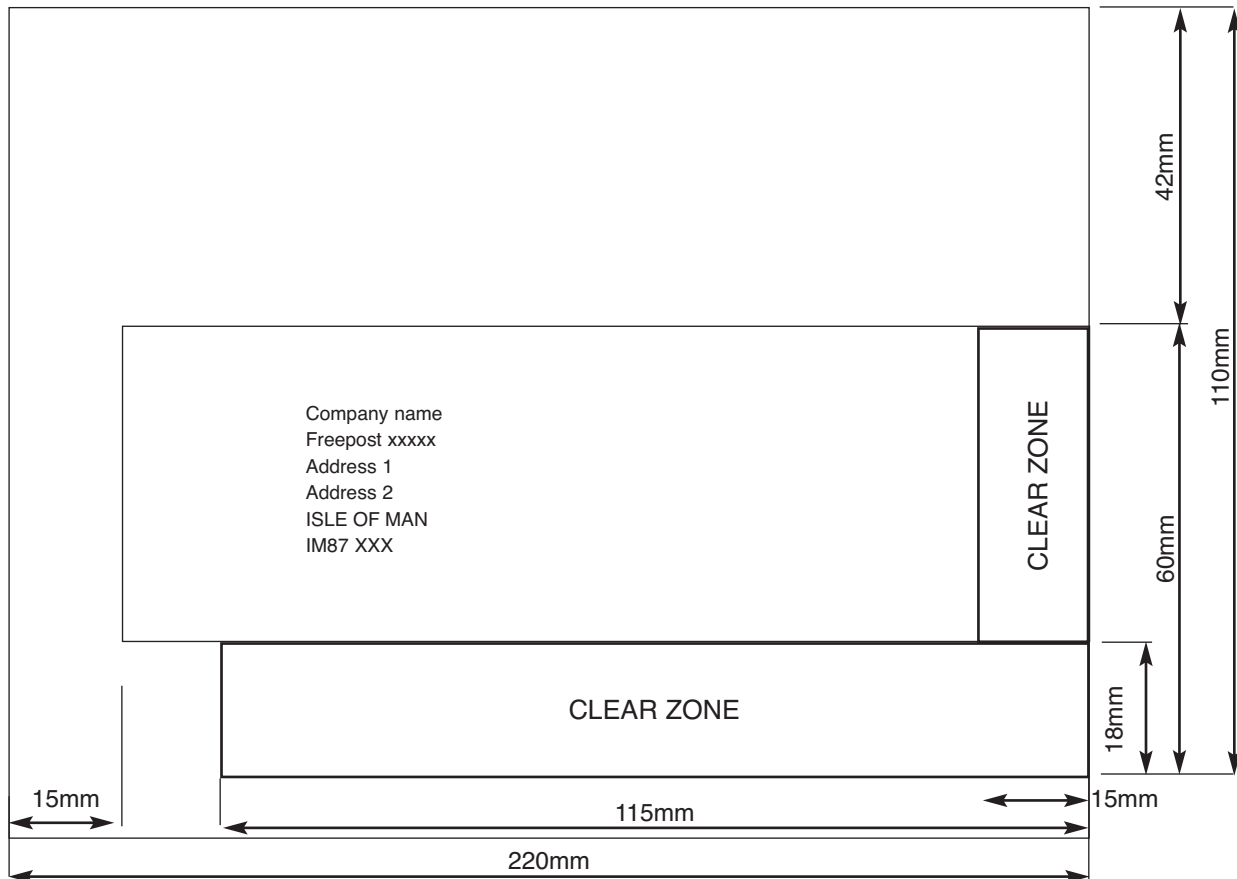 42mm
110mm
Company name
Freepost xxxxx
Address 1
Address 2
ISLE OF MAN
IM87 XXX
CLEAR ZONE
60mm
CLEAR ZONE
18mm
15mm
115mm
15mm
220mm